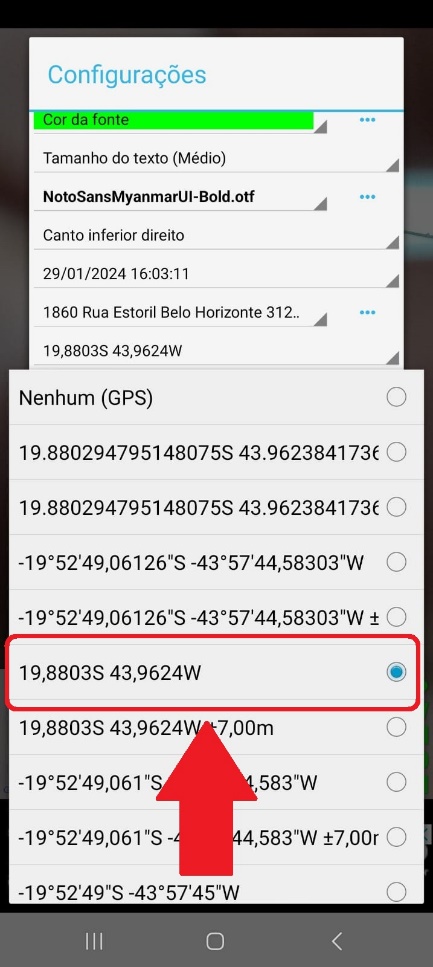 Configurações
Cor da fonte
Tamanho do texto (Médio)
NotoSansMyanmarUI-Bold.otf
Canto inferior direito
29/01/2024 16:03:11
1860 Rua Estoril Belo Horizonte 312..
19,8803S 43,9624W
Nenhum (GPS)
19.880294795148075S 43.9623841736
19.880294795148075S 43.9623841736
-19°52'49,06126"S -43°57'44,58303"W
-19°52'49,06126"S -43°57'44,58303"W ±
19,8803S 43,9624W
19,8803S 43,9624W ±7,00m
-19°52'49,061"S 4,583"W
-19°52'49,061"S -4 44,583"W ±7,00r
-19°52'49"S -43°57'45"W